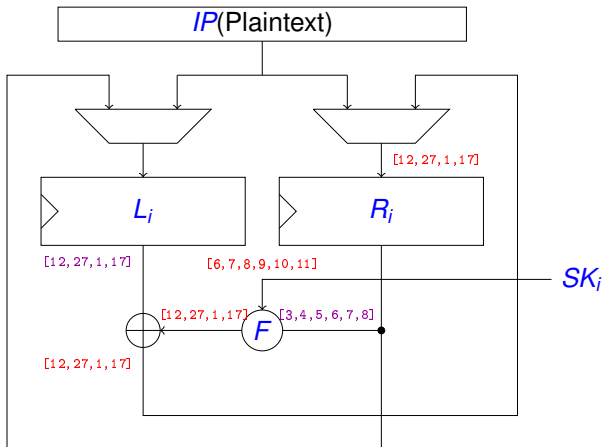 IP(Plaintext)
[12,27,1,17]
L_i
R_i
[12,27,1,17]
[6,7,8,9,10,11]
SK_i
[12,27,1,17]
F
[3,4,5,6,7,8]
[12,27,1,17]